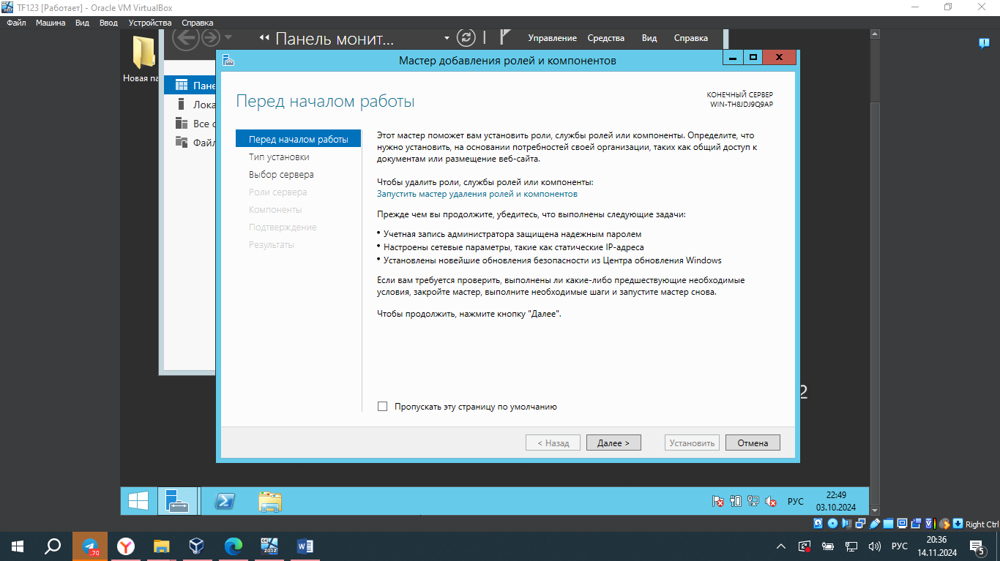 TF123 [Работает] - Oracle VM VirtualBox
Файл Машина Вид Ввод Устройства Справка
Панель монит...
Управление Средства Вид Справка
Новая па
Пане
Лока
Все с
Файл
Мастер добавления ролей и компонентов
Перед началом работы
КОНЕЧНЫЙ СЕРВЕР
WIN-TH8JDJ9Q9AP
Перед началом работы
Тип установки
Выбор сервера
Роли сервера
Компоненты
Подтверждение
Результаты
Этот мастер поможет вам установить роли, службы ролей или компоненты. Определите, что
нужно установить, на основании потребностей своей организации, таких как общий доступ к
документам или размещение веб-сайта.
Чтобы удалить роли, службы ролей или компоненты:
Запустить мастер удаления ролей и компонентов
Прежде чем вы продолжите, убедитесь, что выполнены следующие задачи:
• Учетная запись администратора защищена надежным паролем
• Настроены сетевые параметры, такие как статические IP-адреса
• Установлены новейшие обновления безопасности из Центра обновления Windows
Если вам требуется проверить, выполнены ли какие-либо предшествующие необходимые
условия, закройте мастер, выполните необходимые шаги и запустите мастер снова.
Чтобы продолжить, нажмите кнопку "Далее".
Пропускать эту страницу по умолчанию
< Назад Далее > Установить Отмена
2
РУС
22:49
03.10.2024
Right Ctrl
70
2012
РУС
20:36
14.11.2024
5